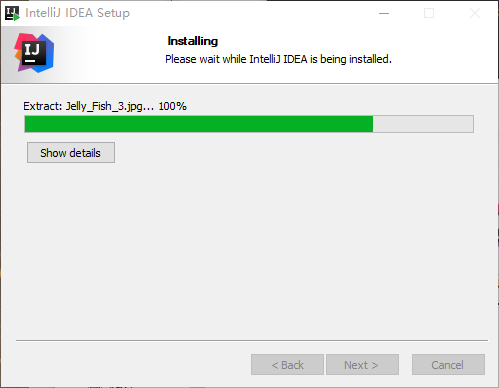 IntelliJ IDEA Setup
IJ
Installing
Please wait while IntelliJ IDEA is being installed.
Extract: Jelly_Fish_3.jpg... 100%
Show details
< Back
Next >
Cancel